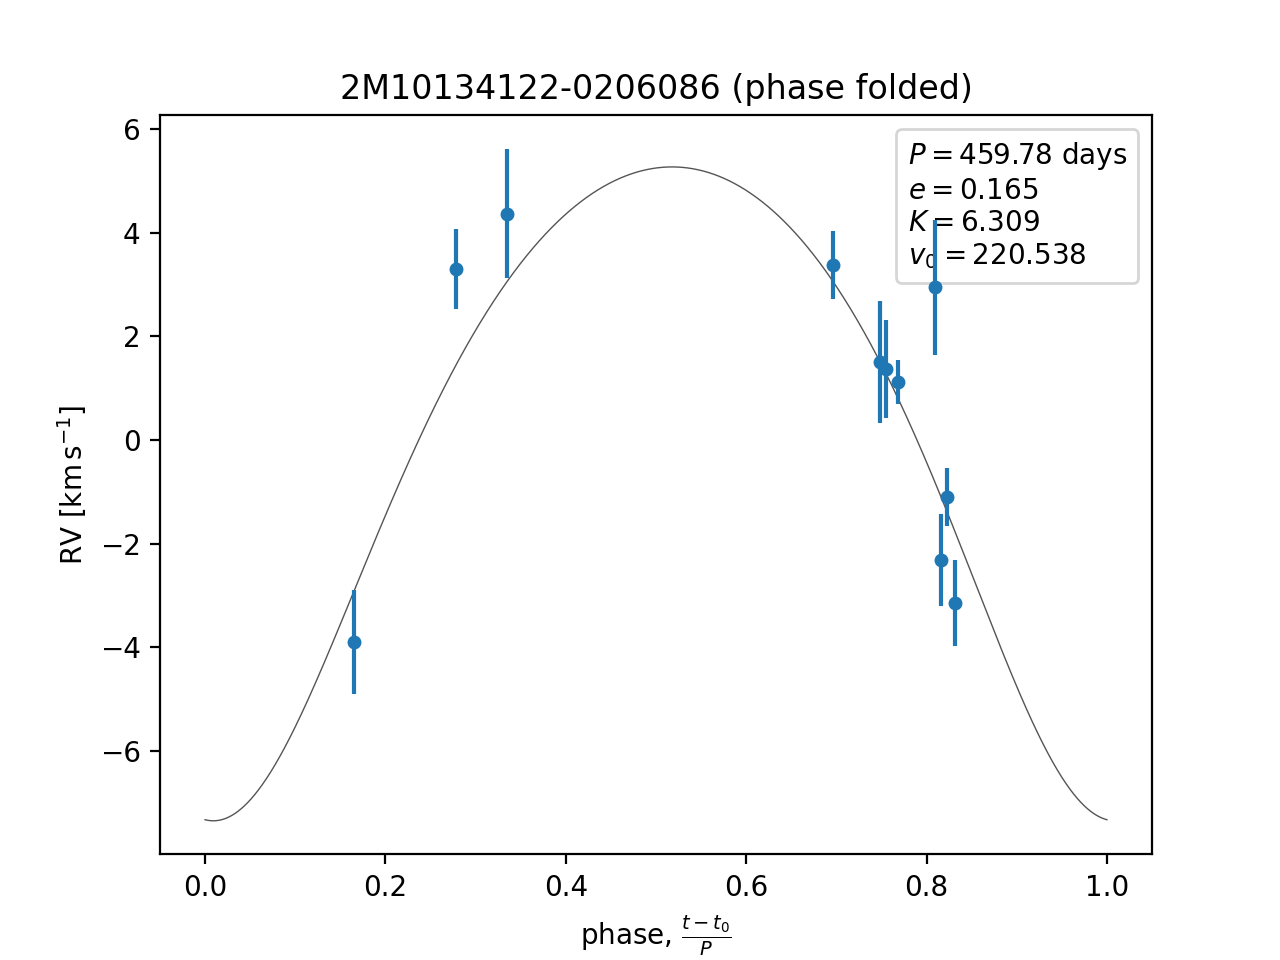 2M10134122-0206086 (phase folded)
P = 459.78 days
e = 0.165
K = 6.309
v₀ = 220.538
6
4
2
0
−2
−4
−6
RV [km s⁻¹]
0.0 0.2 0.4 0.6 0.8 1.0
phase, (t − t₀)/P